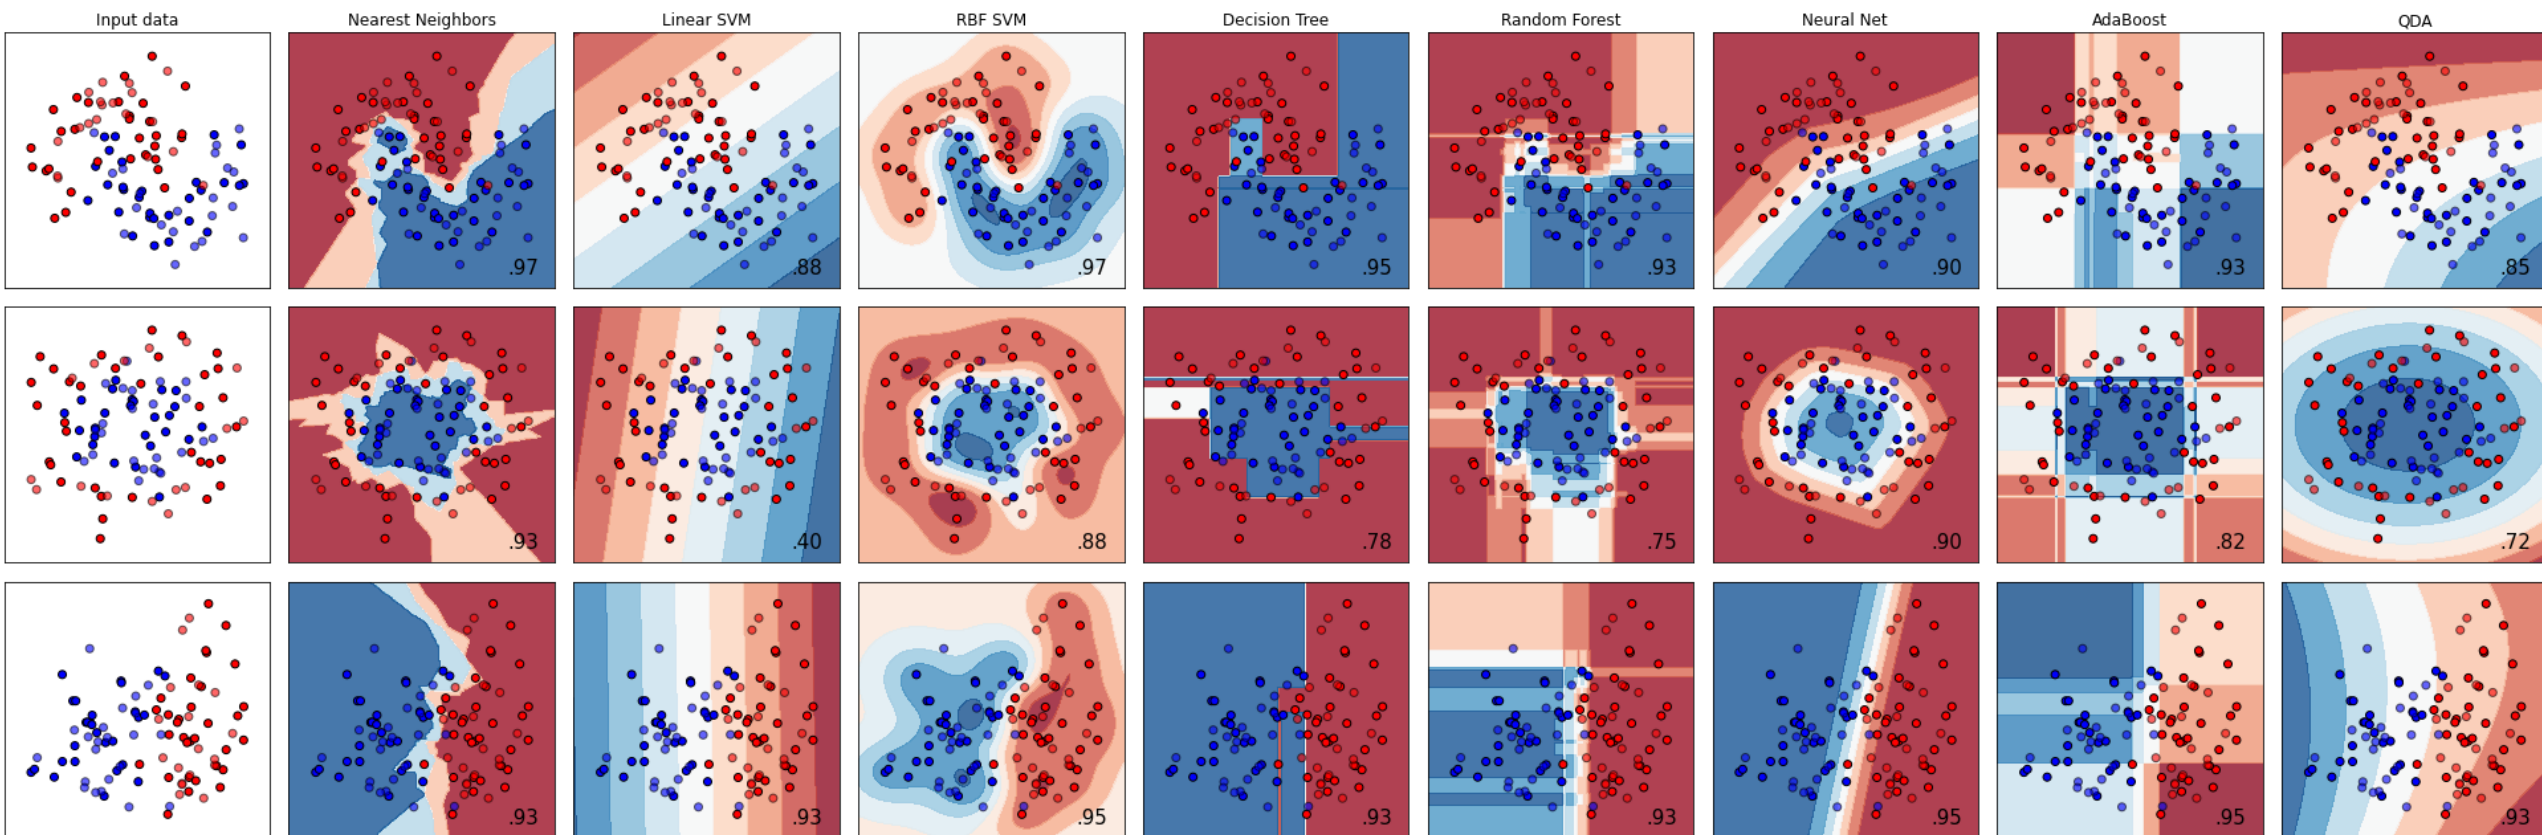 Input data Nearest Neighbors Linear SVM RBF SVM Decision Tree Random Forest Neural Net AdaBoost QDA
.97 .88 .97 .95 .93 .90 .93 .85
.93 .40 .88 .78 .75 .90 .82 .72
.93 .93 .95 .93 .93 .95 .95 .93